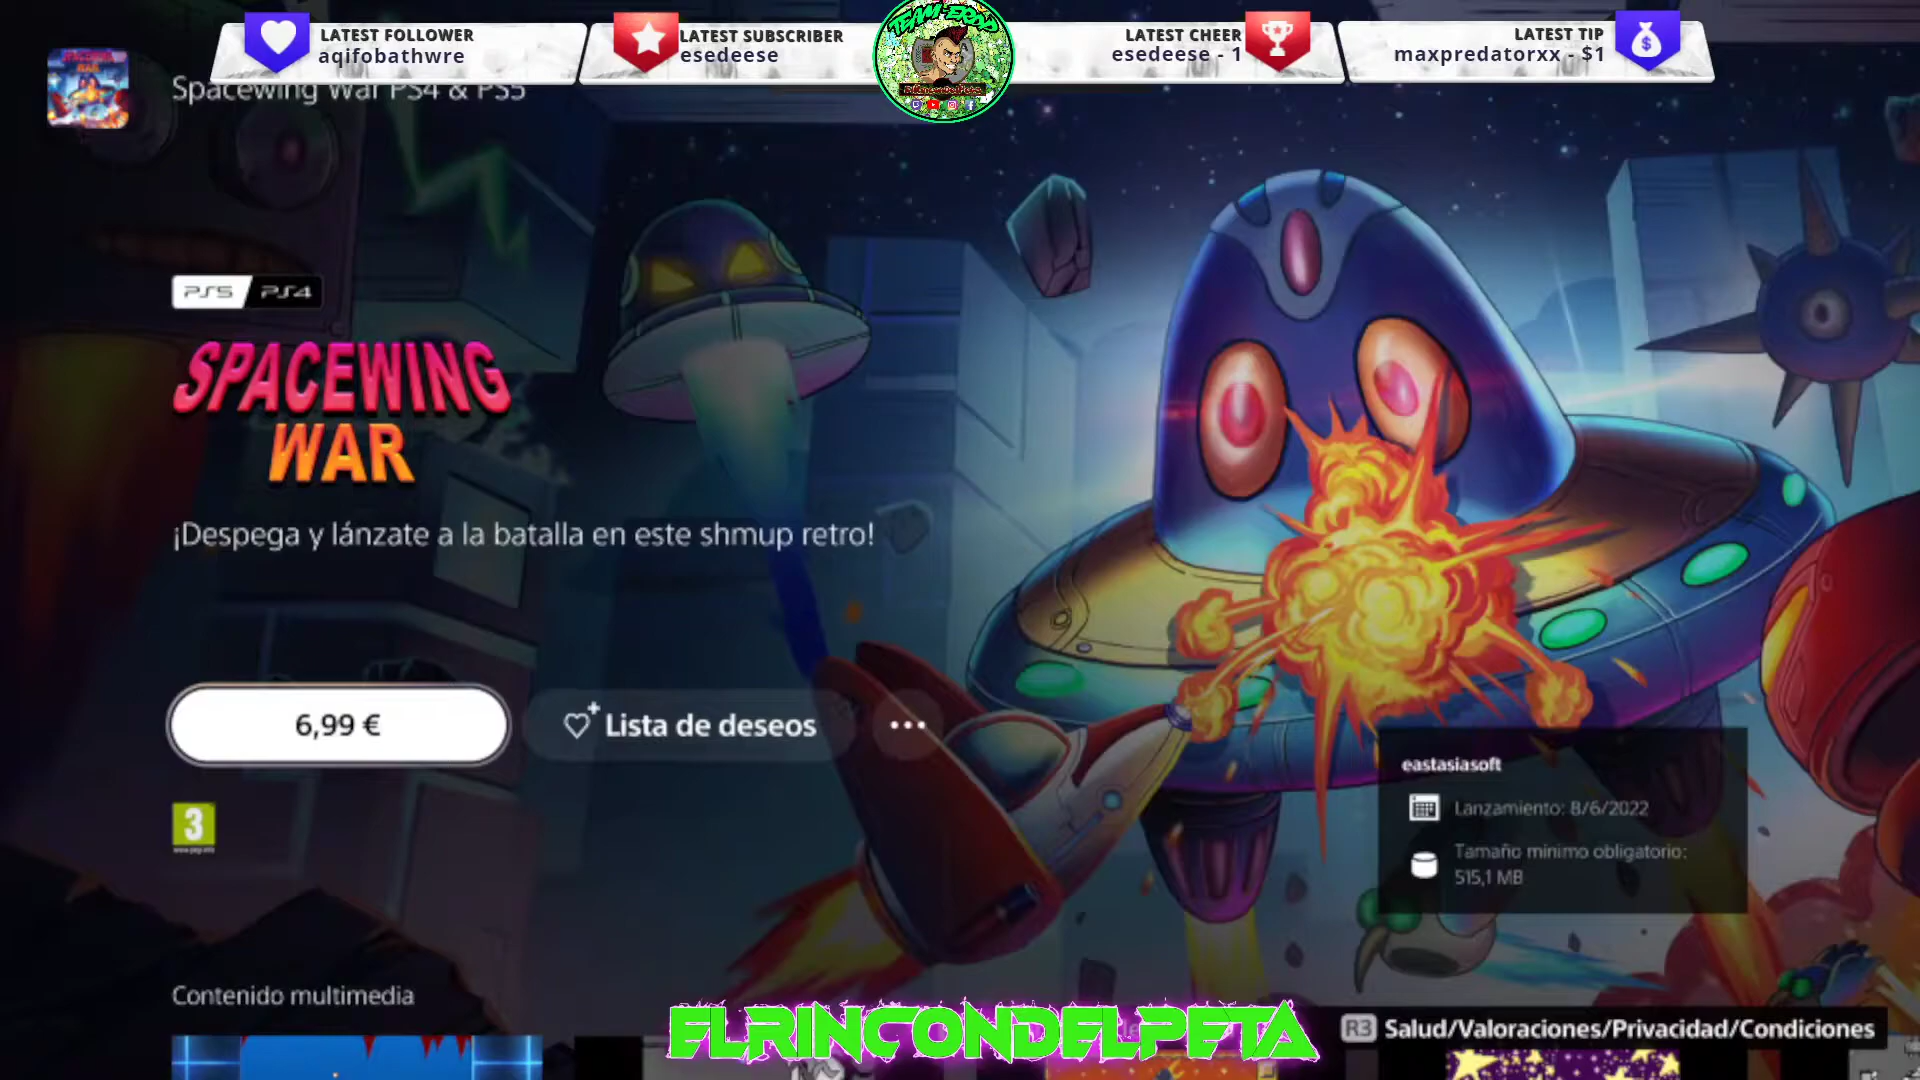 LATEST FOLLOWER
aqifobathwre
LATEST SUBSCRIBER
esedeese
TEAM-ERDP
LATEST CHEER
esedeese - 1
LATEST TIP
maxpredatorxx - $1
Spacewing War PS4 & PS5
PS5 PS4
SPACEWING
WAR
¡Despega y lánzate a la batalla en este shmup retro!
6,99 €
Lista de deseos
3
eastasiasoft
Lanzamiento: 8/6/2022
Tamaño mínimo obligatorio:
515,1 MB
Contenido multimedia
ELRINCONDELPETA
R3 Salud/Valoraciones/Privacidad/Condiciones